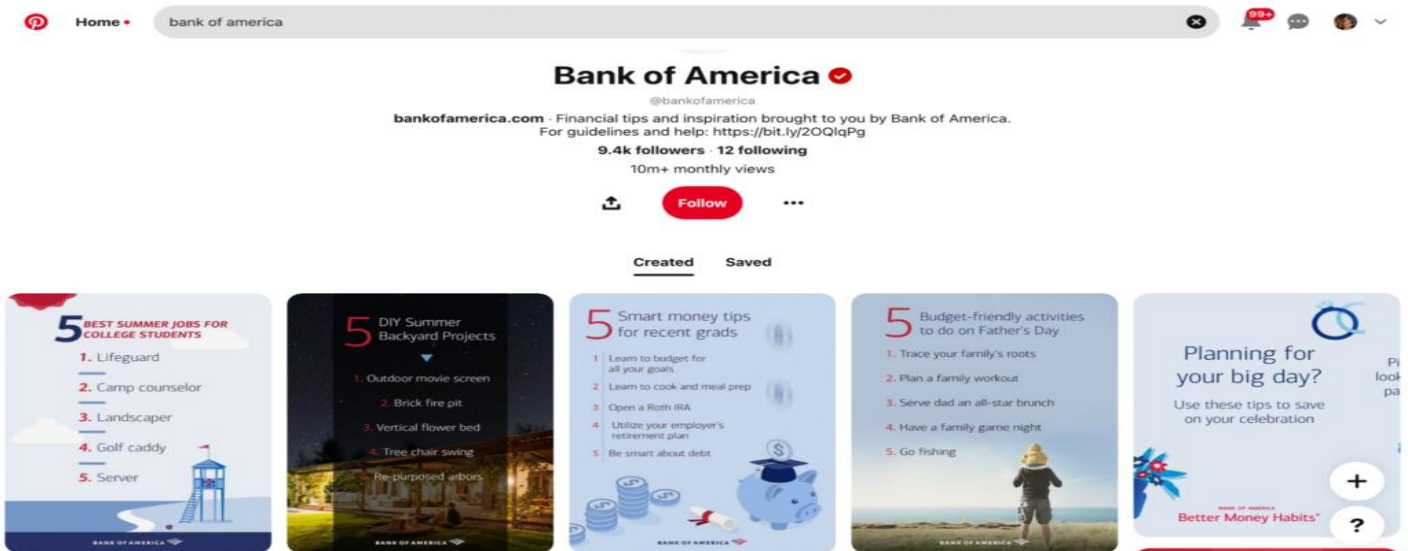 Home
bank of america
99+
Bank of America
@bankofamerica
bankofamerica.com · Financial tips and inspiration brought to you by Bank of America.
For guidelines and help: https://bit.ly/2OQlqPg
9.4k followers · 12 following
10m+ monthly views
Follow
Created
Saved
5 BEST SUMMER JOBS FOR
COLLEGE STUDENTS
1. Lifeguard
2. Camp counselor
3. Landscaper
4. Golf caddy
5. Server
BANK OF AMERICA
5 DIY Summer
Backyard Projects
1. Outdoor movie screen
2. Brick fire pit
3. Vertical flower bed
4. Tree chair swing
5. Re-purposed arbors
BANK OF AMERICA
5 Smart money tips
for recent grads
1 Learn to budget for
all your goals
2 Learn to cook and meal prep
3 Open a Roth IRA
4 Utilize your employer's
retirement plan
5 Be smart about debt
BANK OF AMERICA
5 Budget-friendly activities
to do on Father's Day
1. Trace your family's roots
2. Plan a family workout
3. Serve dad an all-star brunch
4. Have a family game night
5. Go fishing
BANK OF AMERICA
Planning for
your big day?
Use these tips to save
on your celebration
BANK OF AMERICA
Better Money Habits®
Pi
look
pa
+
?